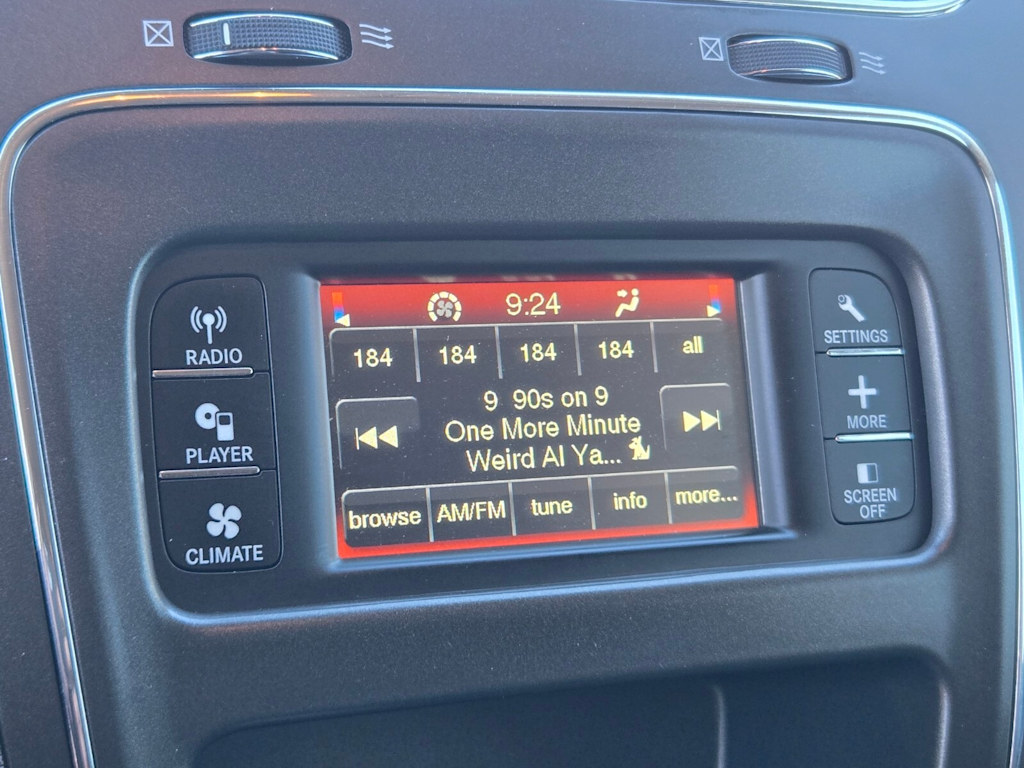 RADIO
PLAYER
CLIMATE
9:24
184 184 184 184 all
9 90s on 9
One More Minute
Weird Al Ya...
browse AM/FM tune info more...
SETTINGS
MORE
SCREEN
OFF